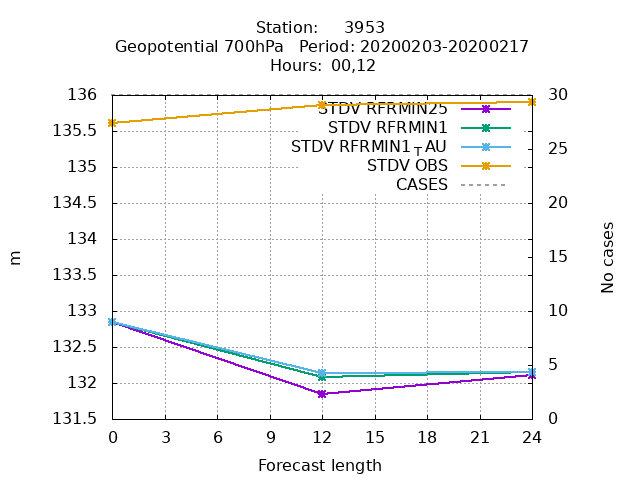 Station: 3953
Geopotential 700hPa Period: 20200203-20200217
Hours: 00,12
136 30
STDV RFRMIN25
135.5 STDV RFRMIN1
25
STDV RFRMIN1TAU
135 STDV OBS
CASES
134.5 20
134
133.5 15
133 10
132.5
5
132
131.5 0
m
No cases
0 3 6 9 12 15 18 21 24
Forecast length